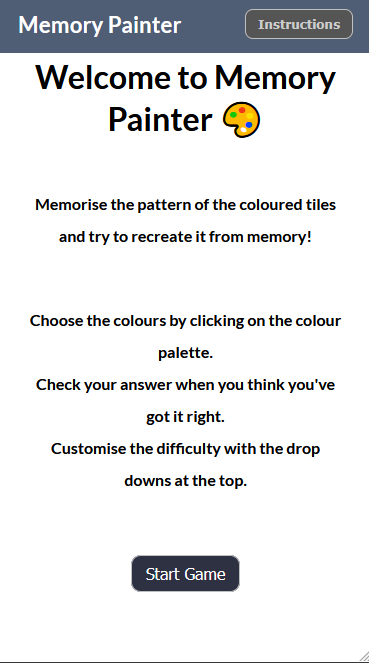 Memory Painter
Instructions
Welcome to Memory
Painter 🎨
Memorise the pattern of the coloured tiles
and try to recreate it from memory!
Choose the colours by clicking on the colour
palette.
Check your answer when you think you've
got it right.
Customise the difficulty with the drop
downs at the top.
Start Game